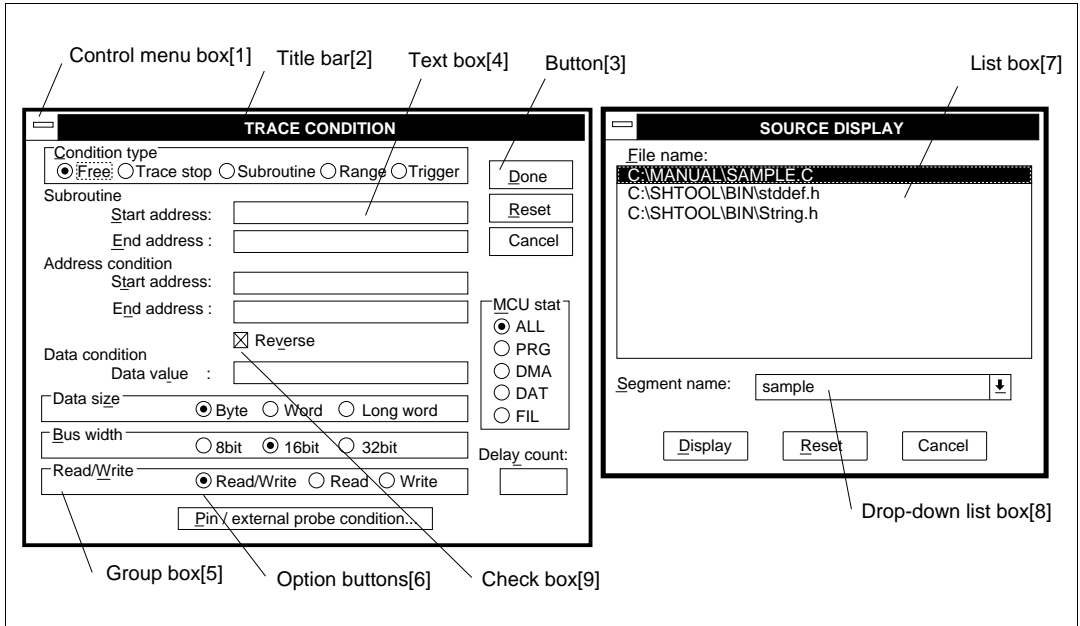 Control menu box[1] Title bar[2] Text box[4] Button[3] List box[7]
TRACE CONDITION
Condition type
Free Trace stop Subroutine Range Trigger
Subroutine
Start address:
End address :
Address condition
Start address:
End address :
Reverse
Data condition
Data value :
Data size
Byte Word Long word
Bus width
8bit 16bit 32bit
Read/Write
Read/Write Read Write
Pin / external probe condition...
Done
Reset
Cancel
MCU stat
ALL
PRG
DMA
DAT
FIL
Delay count:
SOURCE DISPLAY
File name:
C:\MANUAL\SAMPLE.C
C:\SHTOOL\BIN\stddef.h
C:\SHTOOL\BIN\String.h
Segment name: sample
Display Reset Cancel
Drop-down list box[8]
Group box[5] Option buttons[6] Check box[9]